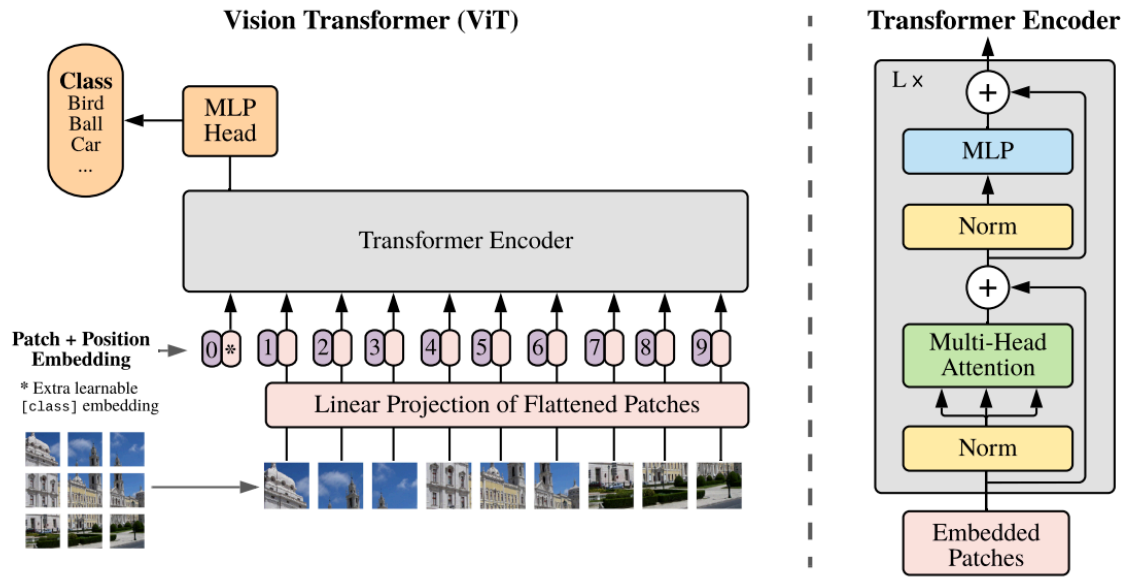 Vision Transformer (ViT)
Class
Bird
Ball
Car
...
MLP
Head
Transformer Encoder
0 * 1 2 3 4 5 6 7 8 9
Patch + Position
Embedding
* Extra learnable
[class] embedding
Linear Projection of Flattened Patches
Transformer Encoder
L ×
+
MLP
Norm
+
Multi-Head
Attention
Norm
Embedded
Patches